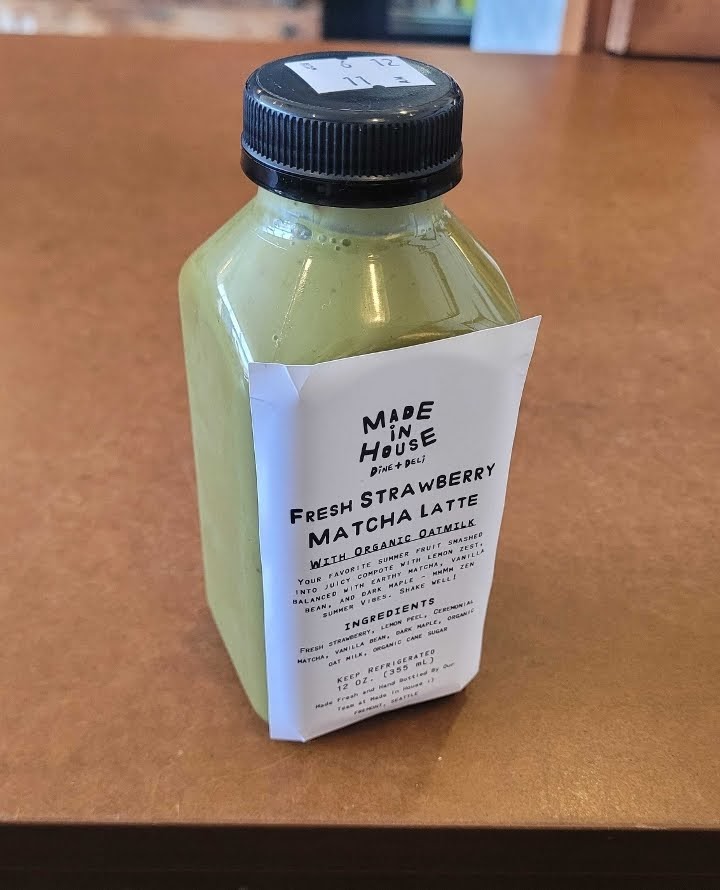 6 12
11
MADE
IN
HOUSE
DINE + DELI
FRESH STRAWBERRY
MATCHA LATTE
WITH ORGANIC OATMILK
YOUR FAVORITE SUMMER FRUIT SMASHED
INTO JUICY COMPOTE WITH LEMON ZEST,
BALANCED WITH EARTHY MATCHA, VANILLA
BEAN, AND DARK MAPLE - MMMM ZEN
SUMMER VIBES. SHAKE WELL!
INGREDIENTS
FRESH STRAWBERRY, LEMON PEEL, CEREMONIAL
MATCHA, VANILLA BEAN, DARK MAPLE, ORGANIC
OAT MILK, ORGANIC CANE SUGAR
KEEP REFRIGERATED
12 OZ. (355 mL)
Made Fresh and Hand Bottled By Our
Team at Made in House :)
FREMONT, SEATTLE